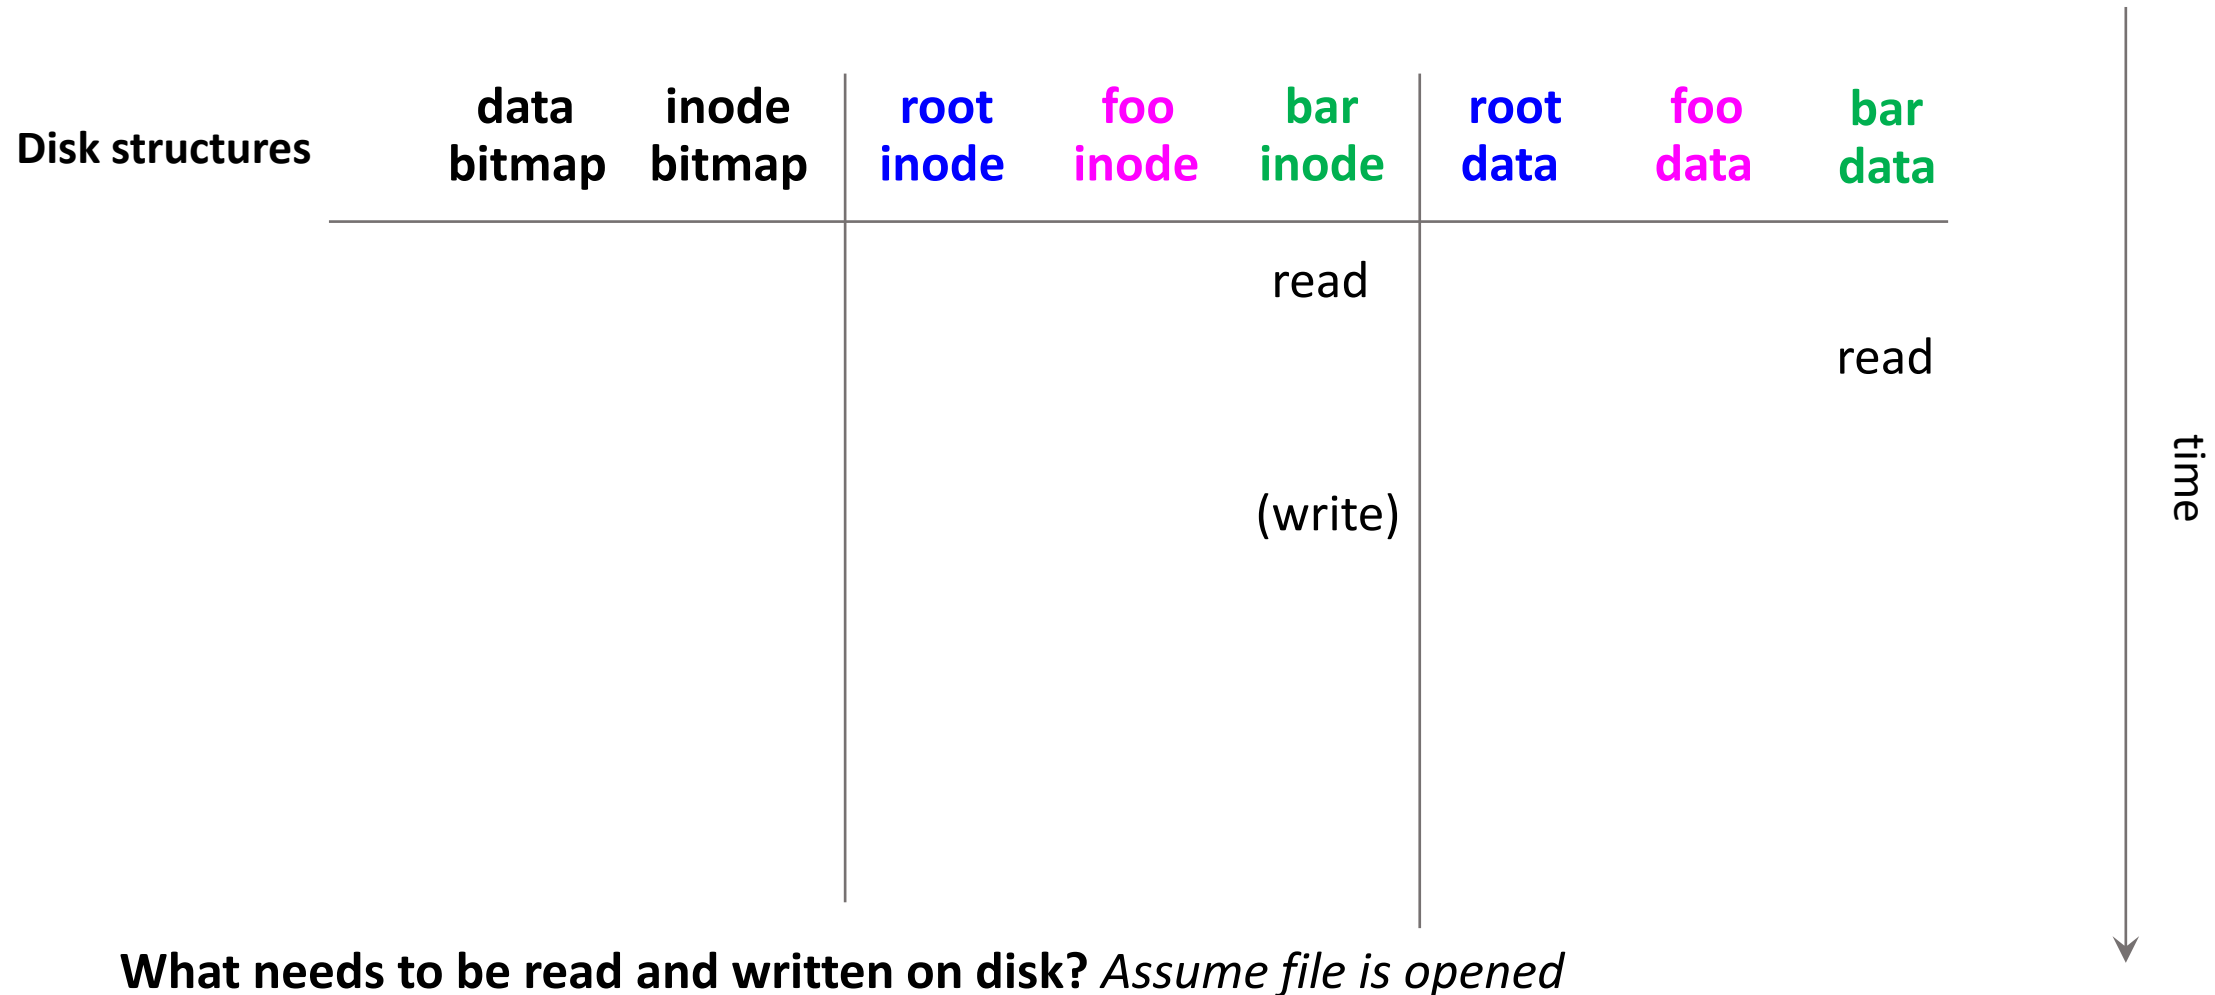 Disk structures
data bitmap
inode bitmap
root inode
foo inode
bar inode
root data
foo data
bar data
read
read
(write)
time
What needs to be read and written on disk? Assume file is opened